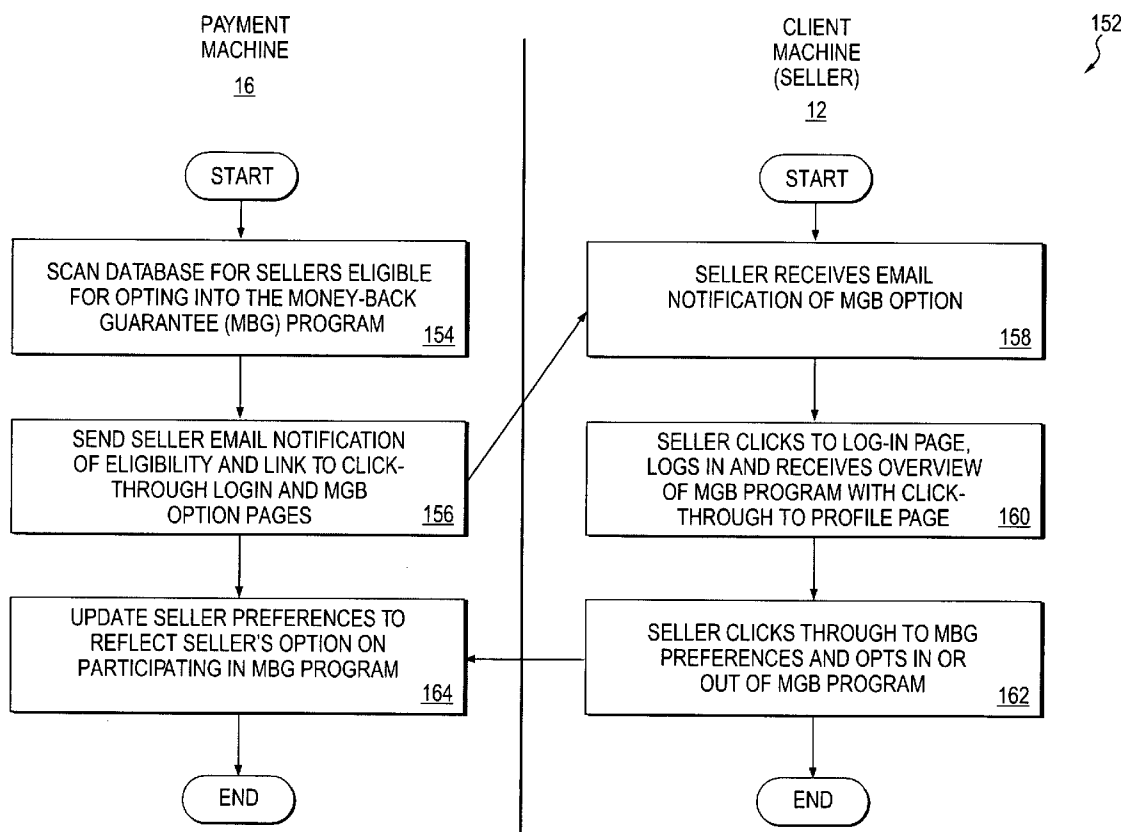 PAYMENT
MACHINE
16
START
SCAN DATABASE FOR SELLERS ELIGIBLE
FOR OPTING INTO THE MONEY-BACK
GUARANTEE (MBG) PROGRAM
154
SEND SELLER EMAIL NOTIFICATION
OF ELIGIBILITY AND LINK TO CLICK-
THROUGH LOGIN AND MGB
OPTION PAGES
156
UPDATE SELLER PREFERENCES TO
REFLECT SELLER'S OPTION ON
PARTICIPATING IN MBG PROGRAM
164
END
CLIENT
MACHINE
(SELLER)
12
152
START
SELLER RECEIVES EMAIL
NOTIFICATION OF MGB OPTION
158
SELLER CLICKS TO LOG-IN PAGE,
LOGS IN AND RECEIVES OVERVIEW
OF MGB PROGRAM WITH CLICK-
THROUGH TO PROFILE PAGE
160
SELLER CLICKS THROUGH TO MBG
PREFERENCES AND OPTS IN OR
OUT OF MGB PROGRAM
162
END